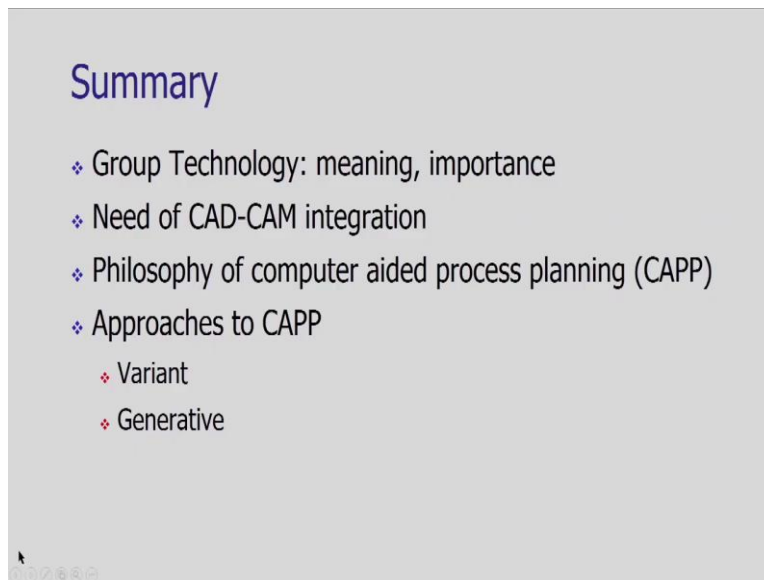 Summary
Group Technology: meaning, importance
Need of CAD-CAM integration
Philosophy of computer aided process planning (CAPP)
Approaches to CAPP
Variant
Generative